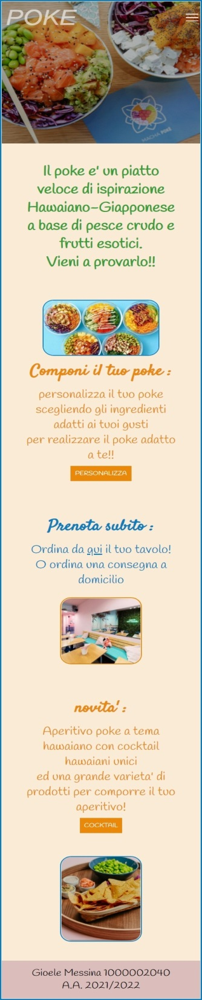 POKE
MACHA POKÉ
Il poke e' un piatto
veloce di ispirazione
Hawaiano-Giapponese
a base di pesce crudo e
frutti esotici.
Vieni a provarlo!!
Componi il tuo poke :
personalizza il tuo poke
scegliendo gli ingredienti
adatti ai tuoi gusti
per realizzare il poke adatto
a te!!
PERSONALIZZA
Prenota subito :
Ordina da qui il tuo tavolo!
O ordina una consegna a
domicilio
novita' :
Aperitivo poke a tema
hawaiano con cocktail
hawaiani unici
ed una grande varieta' di
prodotti per comporre il tuo
aperitivo!
COCKTAIL
Gioele Messina 1000002040
A.A. 2021/2022